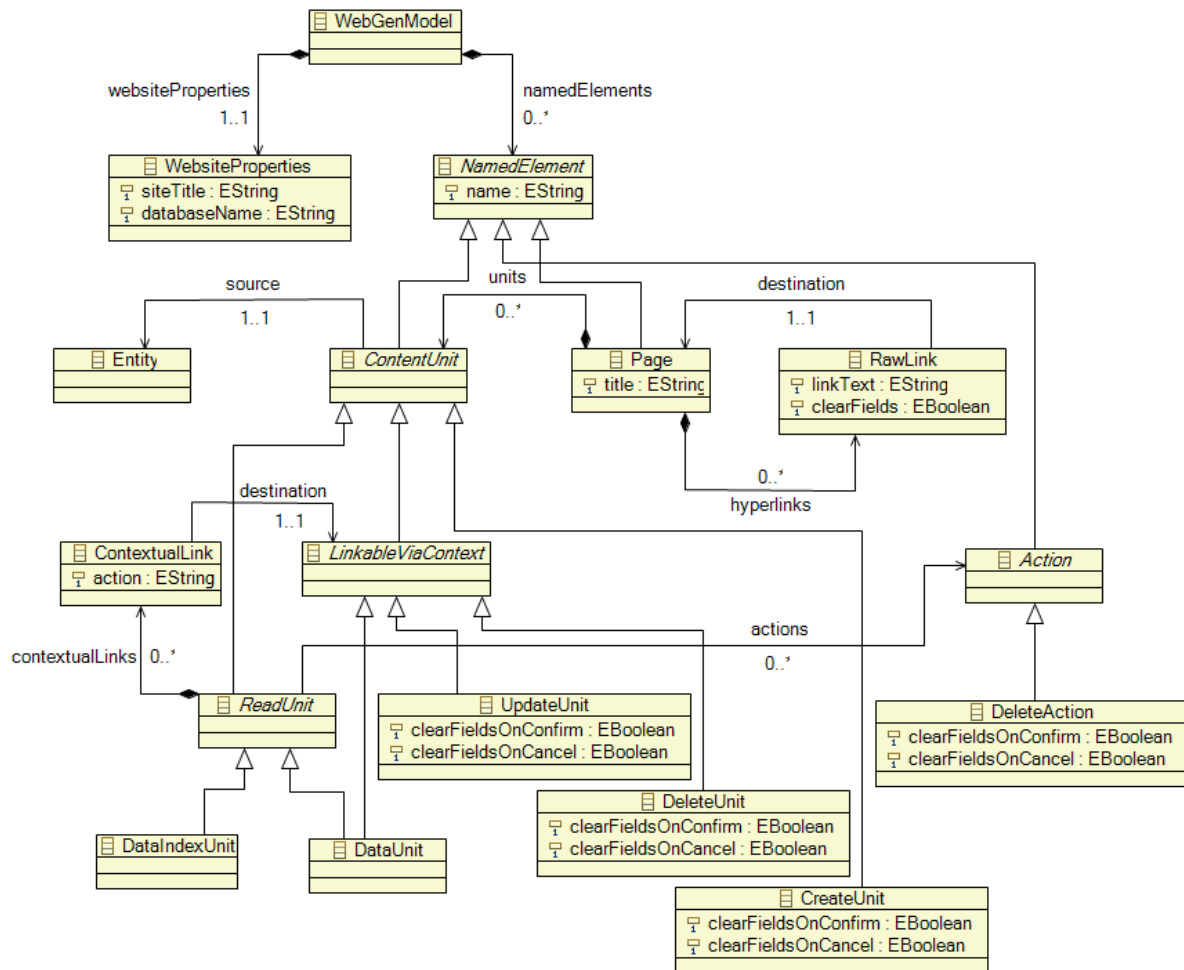 WebGenModel
websiteProperties
1..1
namedElements
0..*
WebsiteProperties
siteTitle : EString
databaseName : EString
NamedElement
name : EString
source
1..1
units
0..*
destination
1..1
Entity
ContentUnit
Page
title : EString
RawLink
linkText : EString
clearFields : EBoolean
0..*
hyperlinks
destination
1..1
ContextualLink
action : EString
LinkableViaContext
Action
actions
0..*
contextualLinks
0..*
ReadUnit
UpdateUnit
clearFieldsOnConfirm : EBoolean
clearFieldsOnCancel : EBoolean
DeleteAction
clearFieldsOnConfirm : EBoolean
clearFieldsOnCancel : EBoolean
DeleteUnit
clearFieldsOnConfirm : EBoolean
clearFieldsOnCancel : EBoolean
DataIndexUnit
DataUnit
CreateUnit
clearFieldsOnConfirm : EBoolean
clearFieldsOnCancel : EBoolean